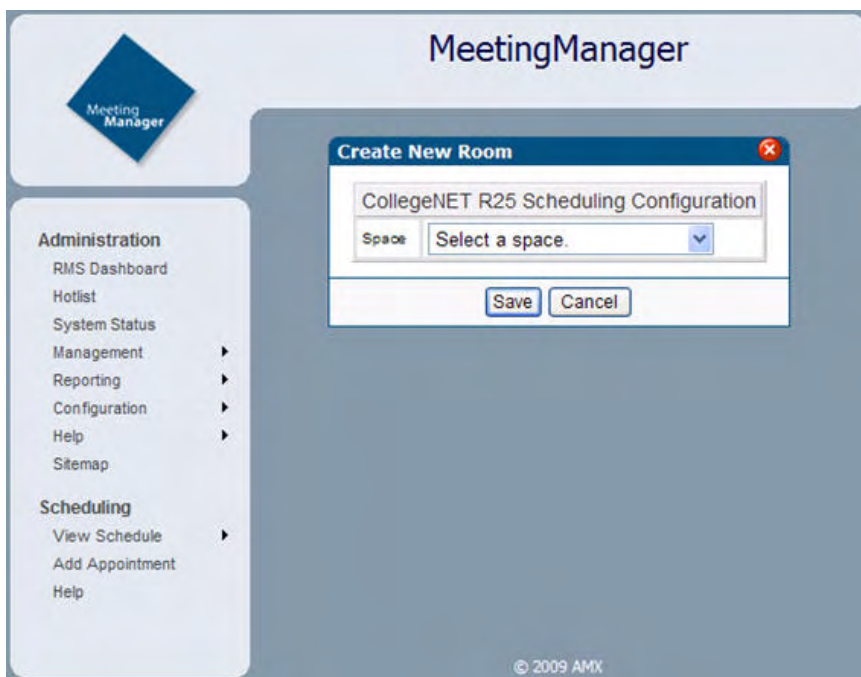 MeetingManager
Meeting
Manager
Create New Room
CollegeNET R25 Scheduling Configuration
Space Select a space.
Save Cancel
Administration
RMS Dashboard
Hotlist
System Status
Management
Reporting
Configuration
Help
Sitemap
Scheduling
View Schedule
Add Appointment
Help
© 2009 AMX